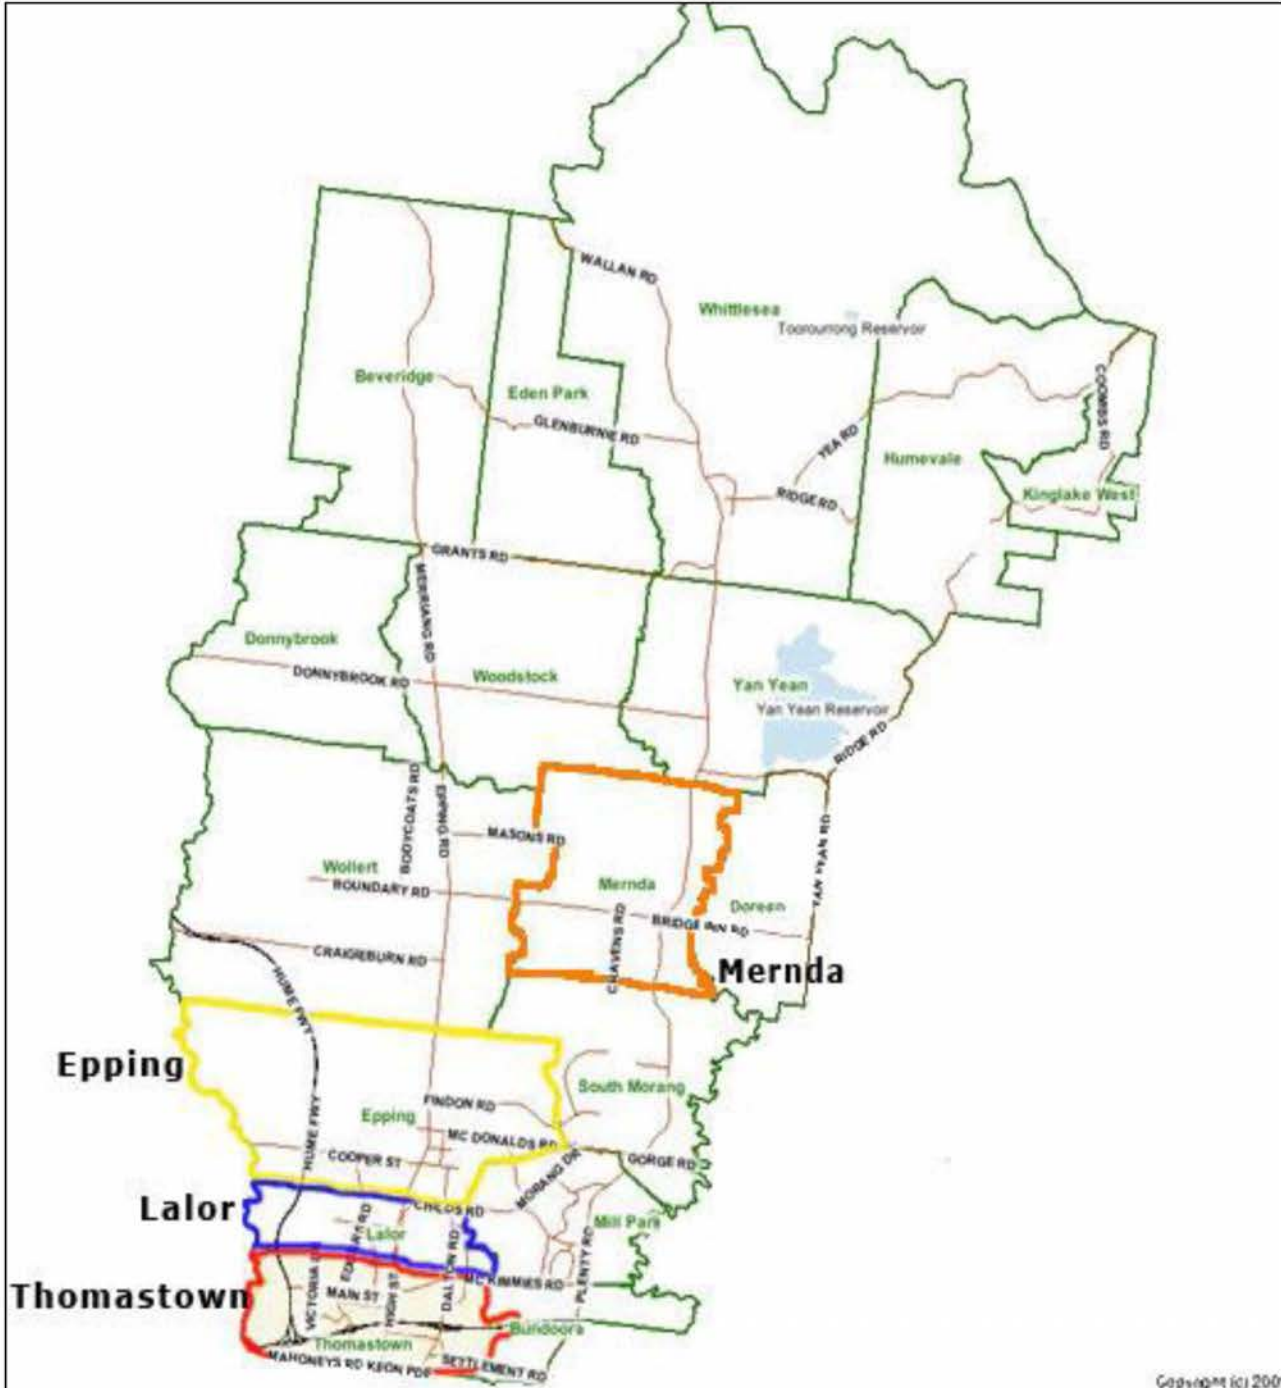 WALLAN RD
Whittlesea
Toorourrong Reservoir
Beveridge
Eden Park
COOMBS RD
GLENBURNIE RD
YEA RD
Humevale
RIDGE RD
Kinglake West
GRANTS RD
MERRIANG RD
Donnybrook
DONNYBROOK RD
Woodstock
Yan Yean
Yan Yean Reservoir
RIDGE RD
BODYCOATS RD
EPPING RD
MASONS RD
YAN YEAN RD
Wollert
BOUNDARY RD
Mernda
Doreen
BRIDGE INN RD
CRAVENS RD
CRAIGIEBURN RD
Mernda
HUME FWY
Epping
South Morang
FINDON RD
Epping
HUME FWY
MC DONALDS RD
COOPER ST
GORGE RD
MORANG DR
Lalor
CHILDS RD
Mill Park
Lalor
DALTON RD
PLENTY RD
MC KIMMIES RD
Thomastown
VICTORIA
MAIN ST
HIGH ST
Bundoora
Thomastown
MAHONEYS RD
KEON PDE
SETTLEMENT RD